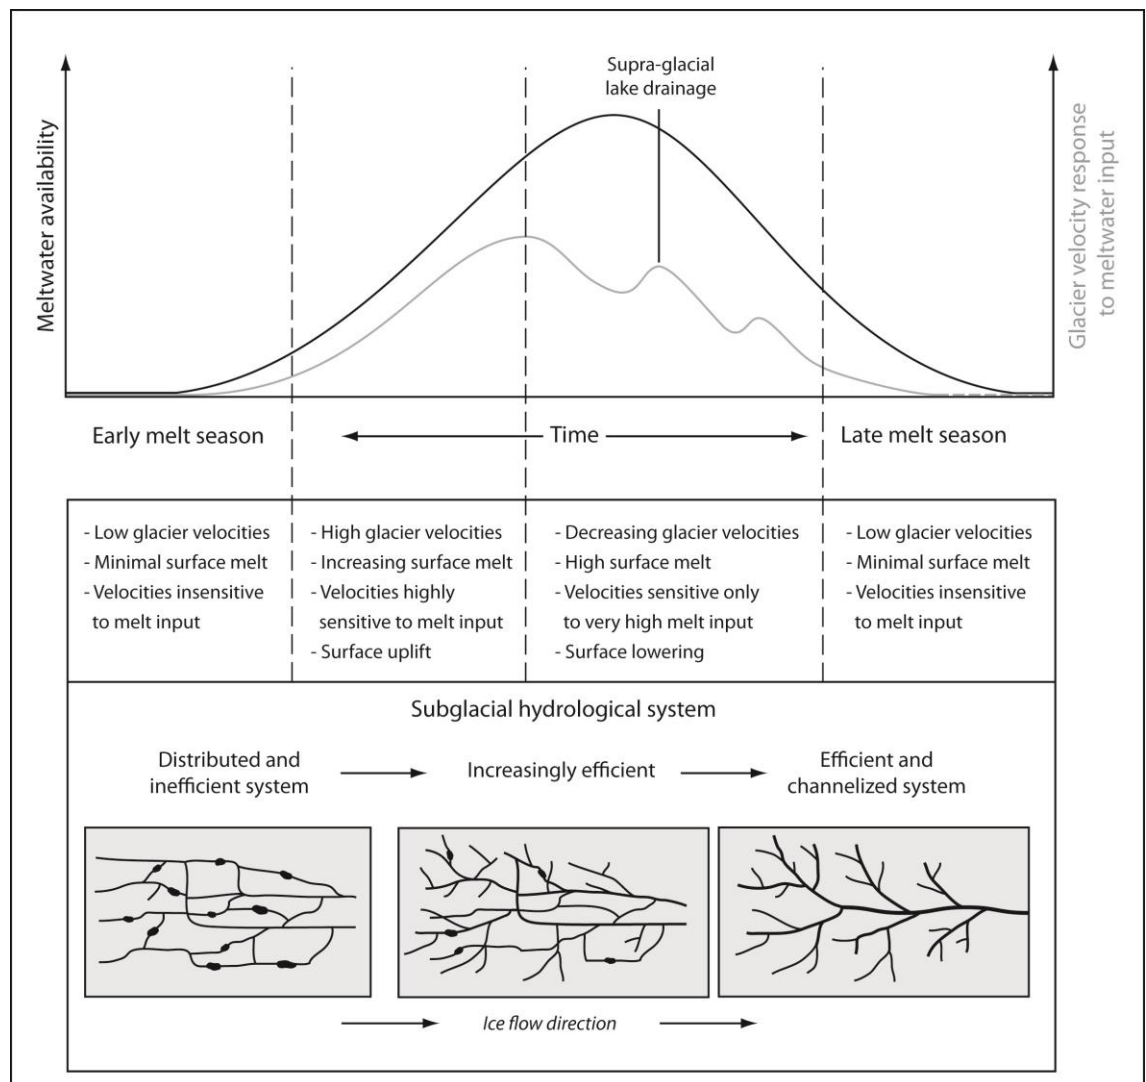 Supra-glacial
lake drainage
Meltwater availability
Glacier velocity response
to meltwater input
Early melt season
Time
Late melt season
- Low glacier velocities
- Minimal surface melt
- Velocities insensitive
to melt input
- High glacier velocities
- Increasing surface melt
- Velocities highly
sensitive to melt input
- Surface uplift
- Decreasing glacier velocities
- High surface melt
- Velocities sensitive only
to very high melt input
- Surface lowering
- Low glacier velocities
- Minimal surface melt
- Velocities insensitive
to melt input
Subglacial hydrological system
Distributed and
inefficient system
Increasingly efficient
Efficient and
channelized system
Ice flow direction